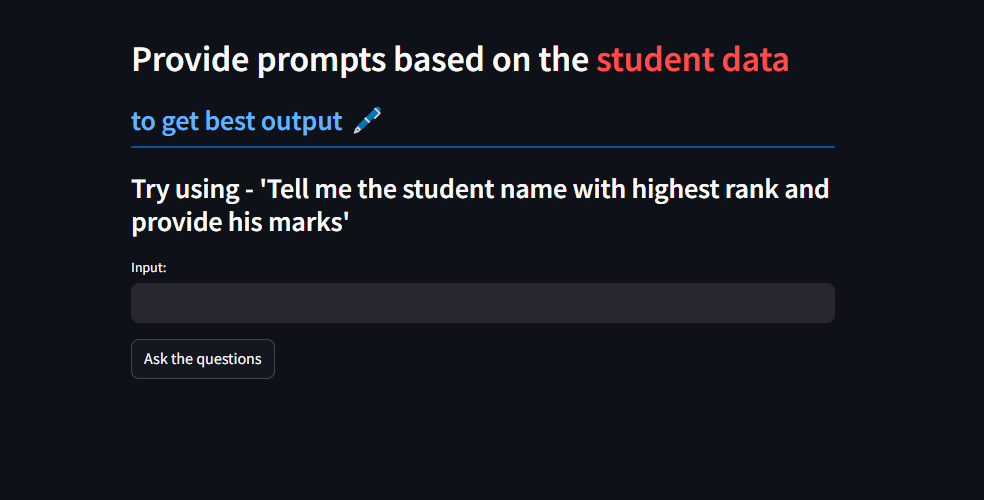 Provide prompts based on the student data
to get best output 🖊️
Try using - 'Tell me the student name with highest rank and
provide his marks'
Input:
Ask the questions